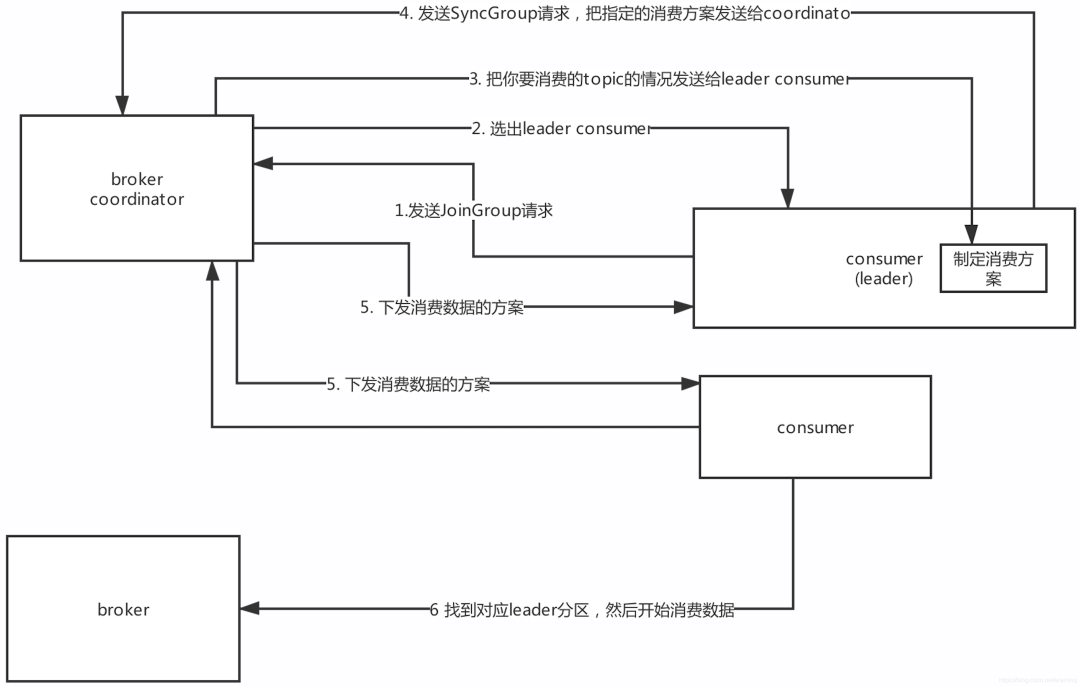 4. 发送SyncGroup请求，把指定的消费方案发送给coordinato
3. 把你要消费的topic的情况发送给leader consumer
2. 选出leader consumer
broker
coordinator
1.发送JoinGroup请求
consumer
(leader)
制定消费方
案
5. 下发消费数据的方案
5. 下发消费数据的方案
consumer
broker
6 找到对应leader分区，然后开始消费数据